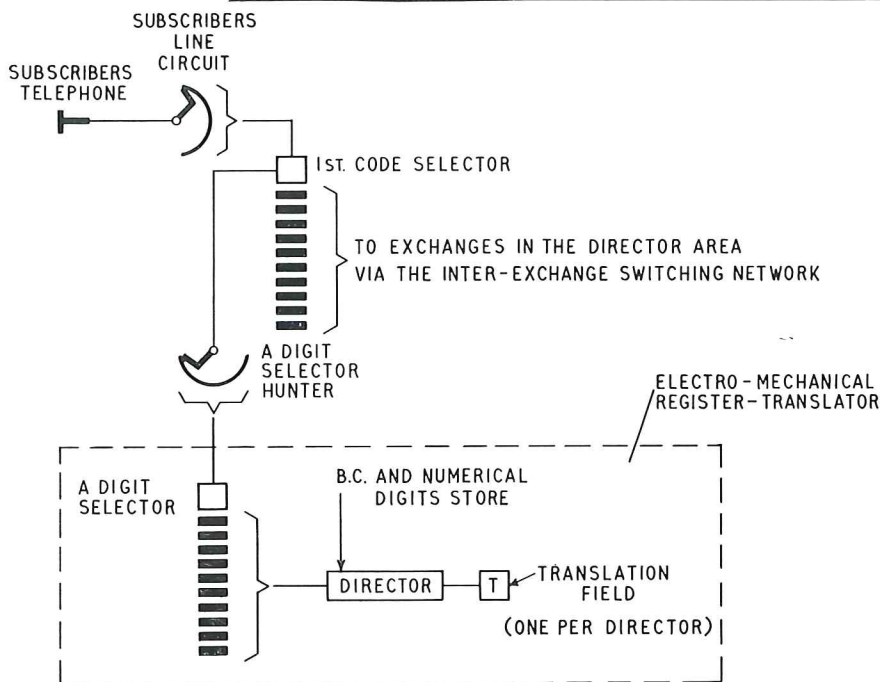 SUBSCRIBERS
LINE
CIRCUIT
SUBSCRIBERS
TELEPHONE
1ST. CODE SELECTOR
TO EXCHANGES IN THE DIRECTOR AREA
VIA THE INTER-EXCHANGE SWITCHING NETWORK
A DIGIT
SELECTOR
HUNTER
ELECTRO-MECHANICAL
REGISTER-TRANSLATOR
A DIGIT
SELECTOR
B.C. AND NUMERICAL
DIGITS STORE
DIRECTOR
T
TRANSLATION
FIELD
(ONE PER DIRECTOR)